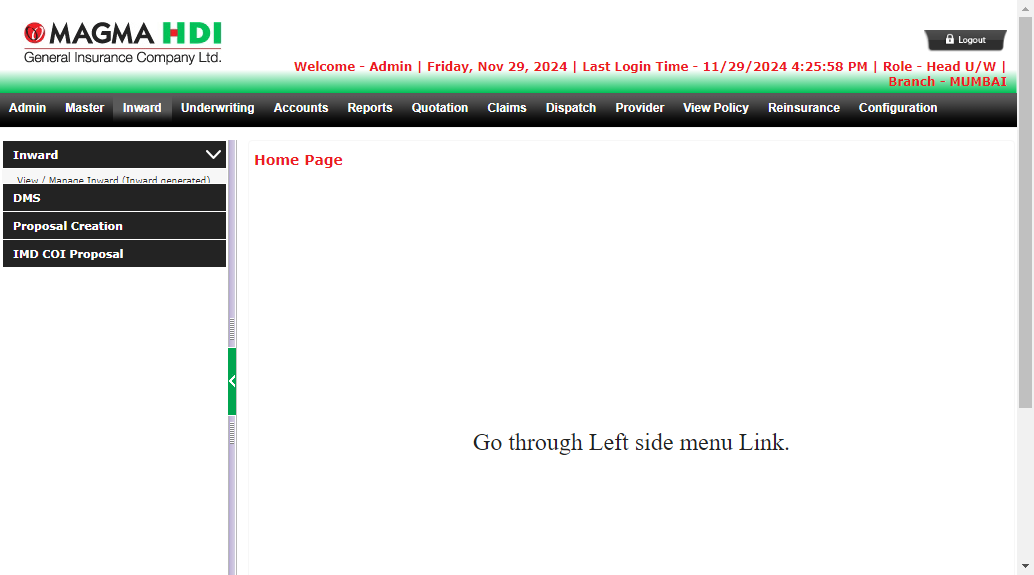 MAGMA HDI
General Insurance Company Ltd.
Logout
Welcome - Admin | Friday, Nov 29, 2024 | Last Login Time - 11/29/2024 4:25:58 PM | Role - Head U/W |
Branch - MUMBAI
Admin Master Inward Underwriting Accounts Reports Quotation Claims Dispatch Provider View Policy Reinsurance Configuration
Inward
View / Manage Inward (Inward generated)
DMS
Proposal Creation
IMD COI Proposal
Home Page
Go through Left side menu Link.